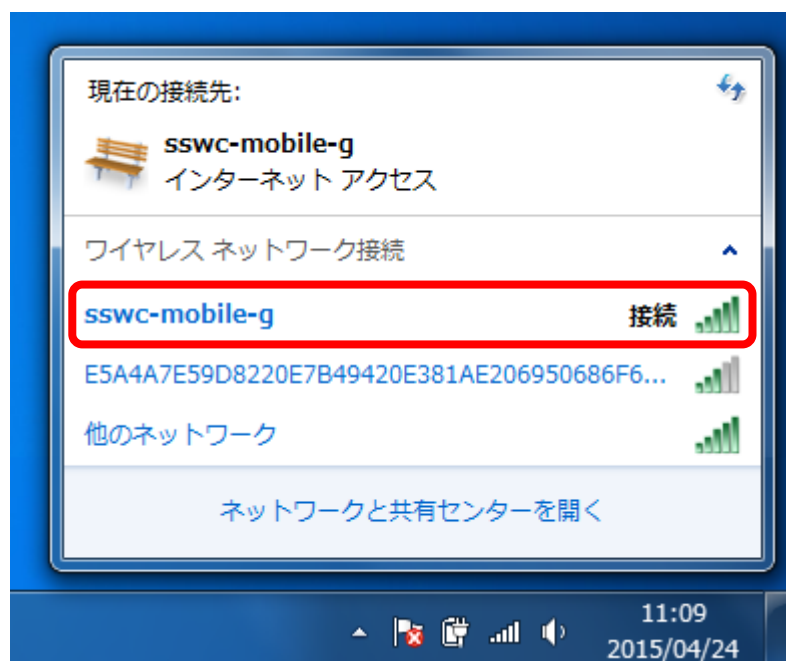 現在の接続先:
sswc-mobile-g
インターネット アクセス
ワイヤレス ネットワーク接続
sswc-mobile-g 接続
E5A4A7E59D8220E7B49420E381AE206950686F6...
他のネットワーク
ネットワークと共有センターを開く
11:09
2015/04/24